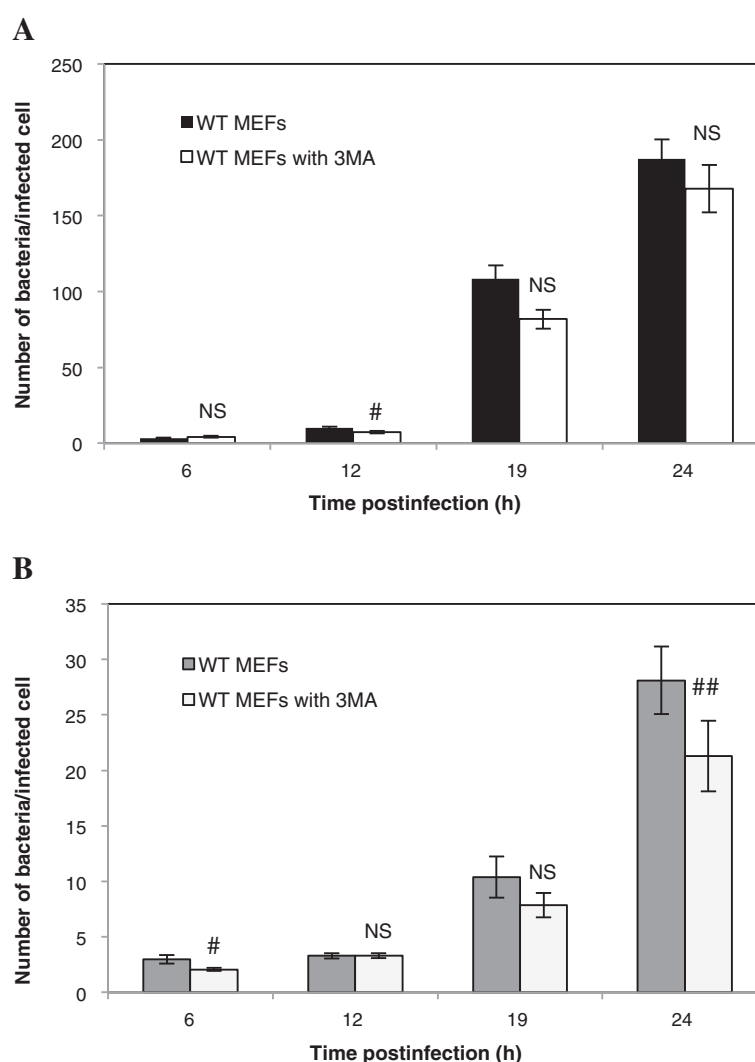 A
Number of bacteria/infected cell
250
200
150
100
50
0
WT MEFs
WT MEFs with 3MA
NS
#
NS
NS
6 12 19 24
Time postinfection (h)
B
Number of bacteria/infected cell
35
30
25
20
15
10
5
0
WT MEFs
WT MEFs with 3MA
#
NS
NS
##
6 12 19 24
Time postinfection (h)